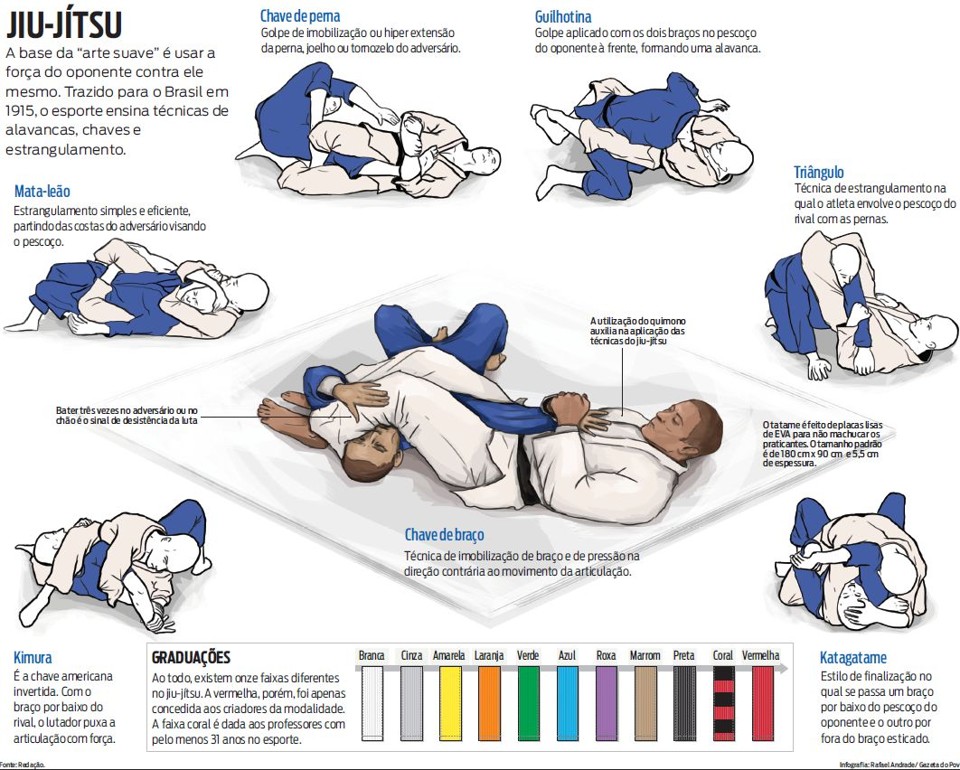 JIU-JÍTSU
A base da “arte suave” é usar a
força do oponente contra ele
mesmo. Trazido para o Brasil em
1915, o esporte ensina técnicas de
alavancas, chaves e
estrangulamento.
Chave de perna
Golpe de imobilização ou hiper extensão
da perna, joelho ou tornozelo do adversário.
Guilhotina
Golpe aplicado com os dois braços no pescoço
do oponente à frente, formando uma alavanca.
Mata-leão
Estrangulamento simples e eficiente,
partindo das costas do adversário visando
o pescoço.
Triângulo
Técnica de estrangulamento na
qual o atleta envolve o pescoço do
rival com as pernas.
A utilização do quimono
auxilia na aplicação das
técnicas do jiu-jítsu
Bater três vezes no adversário ou no
chão é o sinal de desistência da luta
O tatame é feito de placas lisas
de EVA para não machucar os
praticantes. O tamanho padrão
é de 180 cm x 90 cm e 5,5 cm
de espessura.
Chave de braço
Técnica de imobilização de braço e de pressão na
direção contrária ao movimento da articulação.
Kimura
É a chave americana
invertida. Com o
braço por baixo do
rival, o lutador puxa a
articulação com força.
GRADUAÇÕES
Ao todo, existem onze faixas diferentes
no jiu-jítsu. A vermelha, porém, foi apenas
concedida aos criadores da modalidade.
A faixa coral é dada aos professores com
pelo menos 31 anos no esporte.
Branca Cinza Amarela Laranja Verde Azul Roxa Marrom Preta Coral Vermelha
Katagatame
Estilo de finalização no
qual se passa um braço
por baixo do pescoço do
oponente e o outro por
fora do braço esticado.
Fonte: Redação.
Infografia: Rafael Andrade/ Gazeta do Pov